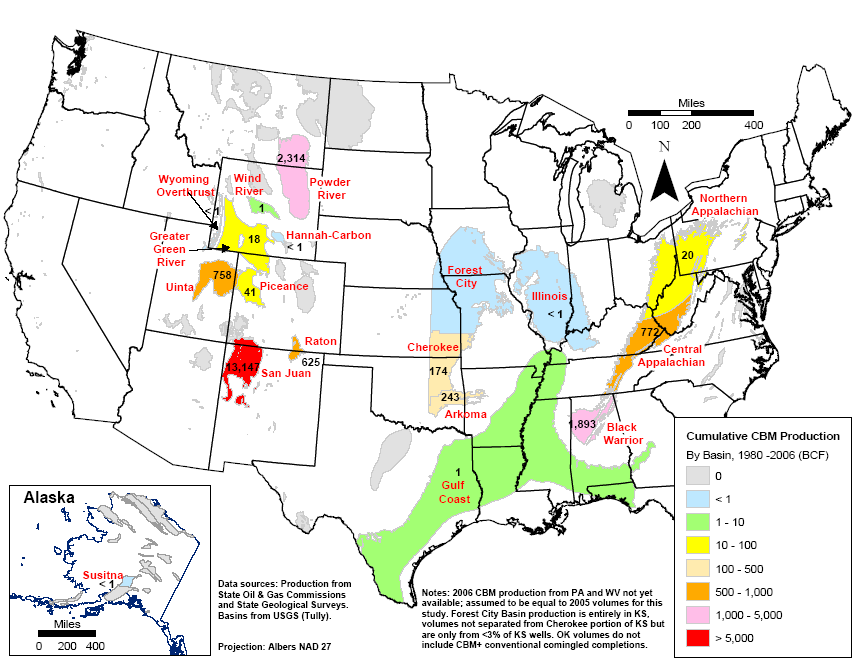 Miles
0 100 200 400
N
2,314
Wyoming
Overthrust
Wind
River
Powder
River
Northern
Appalachian
< 1
1
Greater
Green
River
18
Hannah-Carbon
< 1
20
Forest
City
758
Uinta
41
Piceance
Illinois
< 1
Raton
625
Cherokee
772
Central
Appalachian
13,147
San Juan
174
243
Arkoma
1,893
Black
Warrior
1
Gulf
Coast
Cumulative CBM Production
By Basin, 1980 -2006 (BCF)
0
< 1
1 - 10
10 - 100
100 - 500
500 - 1,000
1,000 - 5,000
> 5,000
Alaska
Susitna
< 1
Miles
0 200 400
Data sources: Production from
State Oil & Gas Commissions
and State Geological Surveys.
Basins from USGS (Tully).
Projection: Albers NAD 27
Notes: 2006 CBM production from PA and WV not yet
available; assumed to be equal to 2005 volumes for this
study. Forest City Basin production is entirely in KS,
volumes not separated from Cherokee portion of KS but
are only from <3% of KS wells. OK volumes do not
include CBM+ conventional comingled completions.